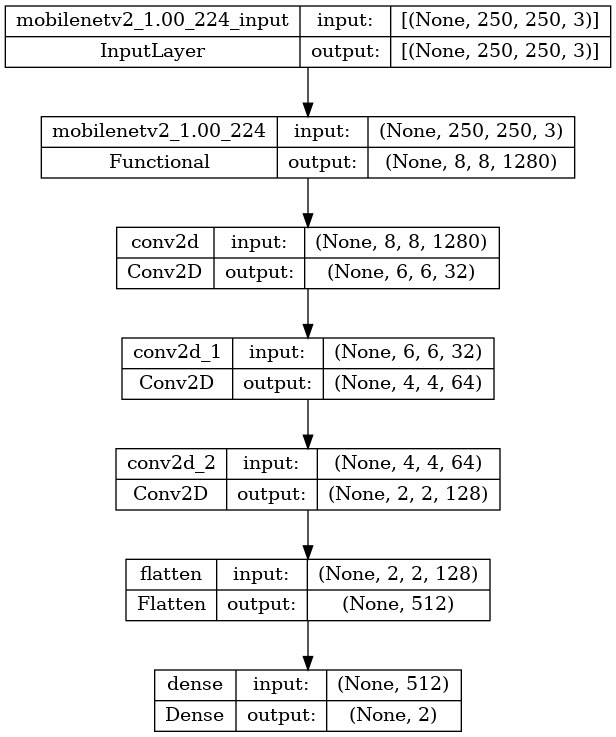 mobilenetv2_1.00_224_input input: [(None, 250, 250, 3)]
InputLayer output: [(None, 250, 250, 3)]
mobilenetv2_1.00_224 input: (None, 250, 250, 3)
Functional output: (None, 8, 8, 1280)
conv2d input: (None, 8, 8, 1280)
Conv2D output: (None, 6, 6, 32)
conv2d_1 input: (None, 6, 6, 32)
Conv2D output: (None, 4, 4, 64)
conv2d_2 input: (None, 4, 4, 64)
Conv2D output: (None, 2, 2, 128)
flatten input: (None, 2, 2, 128)
Flatten output: (None, 512)
dense input: (None, 512)
Dense output: (None, 2)